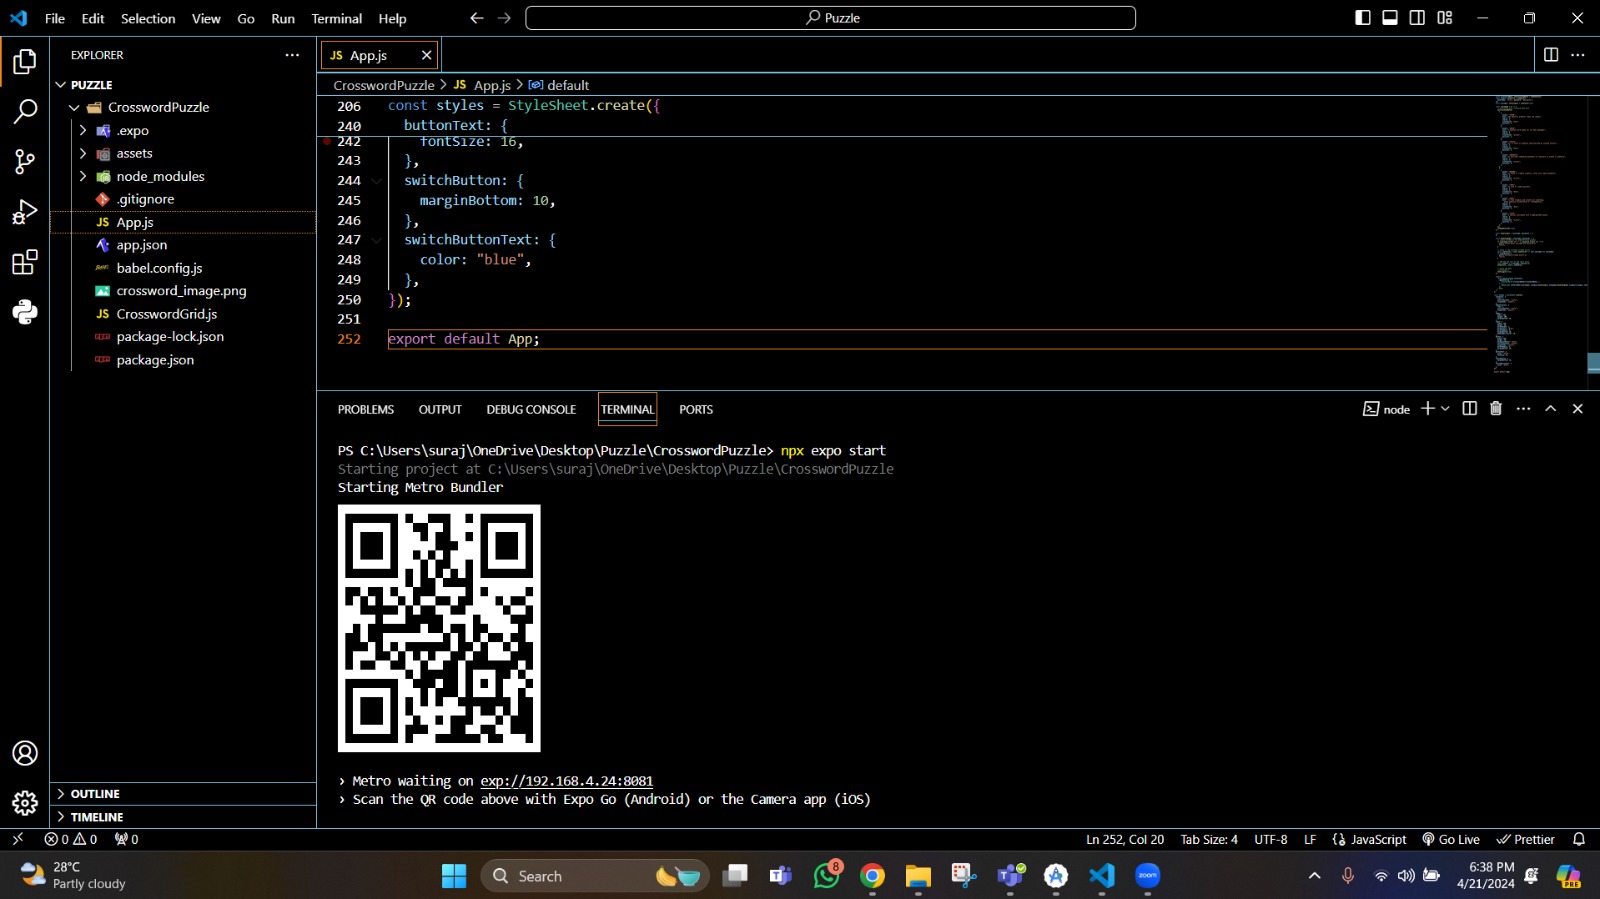 File Edit Selection View Go Run Terminal Help
Puzzle
EXPLORER
PUZZLE
CrosswordPuzzle
.expo
assets
node_modules
.gitignore
JS App.js
app.json
babel.config.js
crossword_image.png
JS CrosswordGrid.js
package-lock.json
package.json
OUTLINE
TIMELINE
JS App.js
CrosswordPuzzle > JS App.js > default
206 const styles = StyleSheet.create({
240 buttonText: {
242 fontSize: 16,
243 },
244 switchButton: {
245 marginBottom: 10,
246 },
247 switchButtonText: {
248 color: "blue",
249 },
250 });
251
252 export default App;
PROBLEMS OUTPUT DEBUG CONSOLE TERMINAL PORTS
node
PS C:\Users\suraj\OneDrive\Desktop\Puzzle\CrosswordPuzzle> npx expo start
Starting project at C:\Users\suraj\OneDrive\Desktop\Puzzle\CrosswordPuzzle
Starting Metro Bundler
› Metro waiting on exp://192.168.4.24:8081
› Scan the QR code above with Expo Go (Android) or the Camera app (iOS)
0 0 0
Ln 252, Col 20 Tab Size: 4 UTF-8 LF {} JavaScript Go Live Prettier
28°C
Partly cloudy
Search
8
zoom
6:38 PM
4/21/2024
PRE